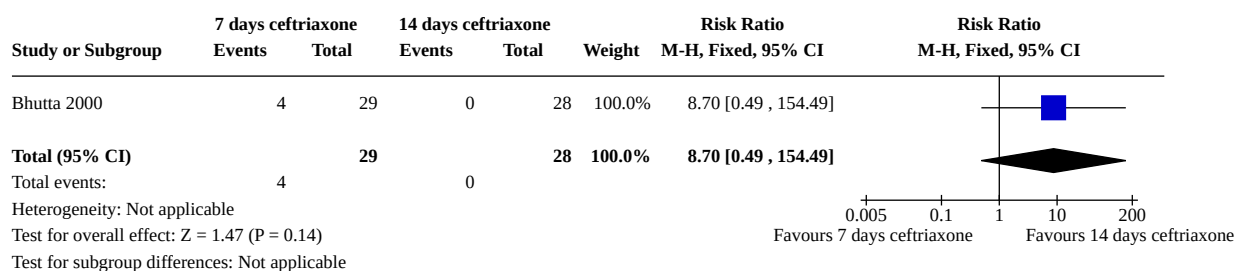 7 days ceftriaxone 14 days ceftriaxone Risk Ratio Risk Ratio
Study or Subgroup Events Total Events Total Weight M-H, Fixed, 95% CI M-H, Fixed, 95% CI
Bhutta 2000 4 29 0 28 100.0% 8.70 [0.49 , 154.49]
Total (95% CI) 29 28 100.0% 8.70 [0.49 , 154.49]
Total events: 4 0
Heterogeneity: Not applicable
0.005 0.1 1 10 200
Test for overall effect: Z = 1.47 (P = 0.14) Favours 7 days ceftriaxone Favours 14 days ceftriaxone
Test for subgroup differences: Not applicable